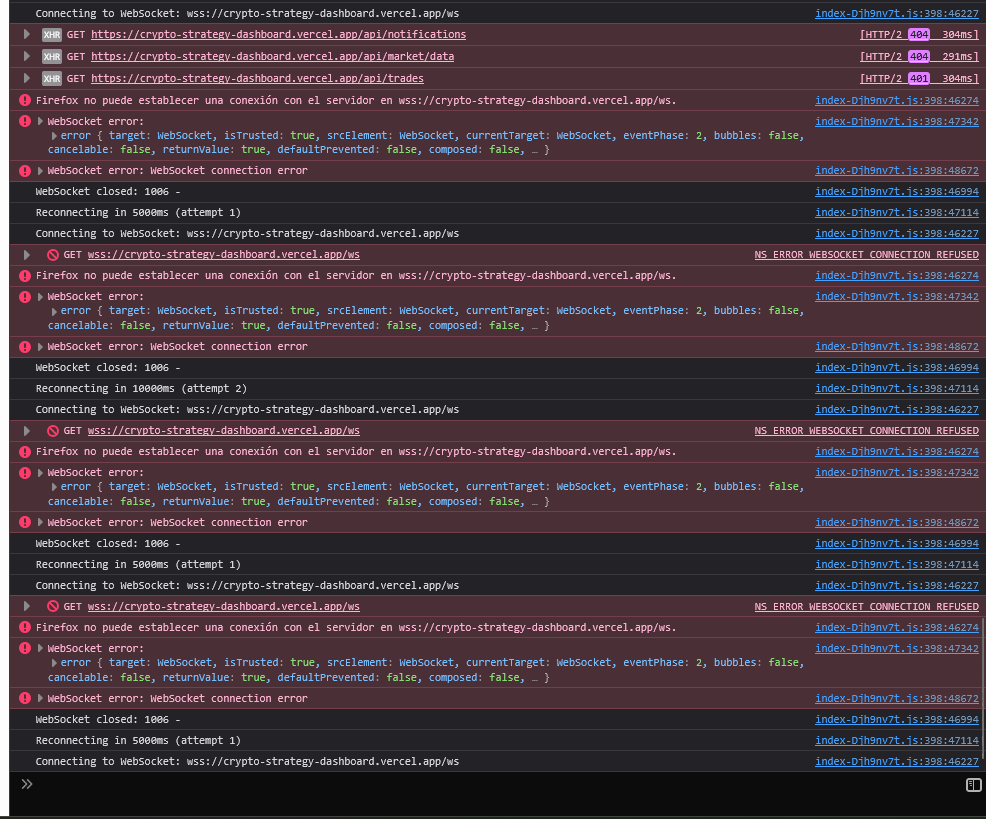 Connecting to WebSocket: wss://crypto-strategy-dashboard.vercel.app/ws index-Djh9nv7t.js:398:46227
XHR GET https://crypto-strategy-dashboard.vercel.app/api/notifications [HTTP/2 404 304ms]
XHR GET https://crypto-strategy-dashboard.vercel.app/api/market/data [HTTP/2 404 291ms]
XHR GET https://crypto-strategy-dashboard.vercel.app/api/trades [HTTP/2 401 304ms]
Firefox no puede establecer una conexión con el servidor en wss://crypto-strategy-dashboard.vercel.app/ws. index-Djh9nv7t.js:398:46274
WebSocket error: index-Djh9nv7t.js:398:47342
error { target: WebSocket, isTrusted: true, srcElement: WebSocket, currentTarget: WebSocket, eventPhase: 2, bubbles: false,
cancelable: false, returnValue: true, defaultPrevented: false, composed: false, … }
WebSocket error: WebSocket connection error index-Djh9nv7t.js:398:48672
WebSocket closed: 1006 - index-Djh9nv7t.js:398:46994
Reconnecting in 5000ms (attempt 1) index-Djh9nv7t.js:398:47114
Connecting to WebSocket: wss://crypto-strategy-dashboard.vercel.app/ws index-Djh9nv7t.js:398:46227
GET wss://crypto-strategy-dashboard.vercel.app/ws NS_ERROR_WEBSOCKET_CONNECTION_REFUSED
Firefox no puede establecer una conexión con el servidor en wss://crypto-strategy-dashboard.vercel.app/ws. index-Djh9nv7t.js:398:46274
WebSocket error: index-Djh9nv7t.js:398:47342
error { target: WebSocket, isTrusted: true, srcElement: WebSocket, currentTarget: WebSocket, eventPhase: 2, bubbles: false,
cancelable: false, returnValue: true, defaultPrevented: false, composed: false, … }
WebSocket error: WebSocket connection error index-Djh9nv7t.js:398:48672
WebSocket closed: 1006 - index-Djh9nv7t.js:398:46994
Reconnecting in 10000ms (attempt 2) index-Djh9nv7t.js:398:47114
Connecting to WebSocket: wss://crypto-strategy-dashboard.vercel.app/ws index-Djh9nv7t.js:398:46227
GET wss://crypto-strategy-dashboard.vercel.app/ws NS_ERROR_WEBSOCKET_CONNECTION_REFUSED
Firefox no puede establecer una conexión con el servidor en wss://crypto-strategy-dashboard.vercel.app/ws. index-Djh9nv7t.js:398:46274
WebSocket error: index-Djh9nv7t.js:398:47342
error { target: WebSocket, isTrusted: true, srcElement: WebSocket, currentTarget: WebSocket, eventPhase: 2, bubbles: false,
cancelable: false, returnValue: true, defaultPrevented: false, composed: false, … }
WebSocket error: WebSocket connection error index-Djh9nv7t.js:398:48672
WebSocket closed: 1006 - index-Djh9nv7t.js:398:46994
Reconnecting in 5000ms (attempt 1) index-Djh9nv7t.js:398:47114
Connecting to WebSocket: wss://crypto-strategy-dashboard.vercel.app/ws index-Djh9nv7t.js:398:46227
GET wss://crypto-strategy-dashboard.vercel.app/ws NS_ERROR_WEBSOCKET_CONNECTION_REFUSED
Firefox no puede establecer una conexión con el servidor en wss://crypto-strategy-dashboard.vercel.app/ws. index-Djh9nv7t.js:398:46274
WebSocket error: index-Djh9nv7t.js:398:47342
error { target: WebSocket, isTrusted: true, srcElement: WebSocket, currentTarget: WebSocket, eventPhase: 2, bubbles: false,
cancelable: false, returnValue: true, defaultPrevented: false, composed: false, … }
WebSocket error: WebSocket connection error index-Djh9nv7t.js:398:48672
WebSocket closed: 1006 - index-Djh9nv7t.js:398:46994
Reconnecting in 5000ms (attempt 1) index-Djh9nv7t.js:398:47114
Connecting to WebSocket: wss://crypto-strategy-dashboard.vercel.app/ws index-Djh9nv7t.js:398:46227